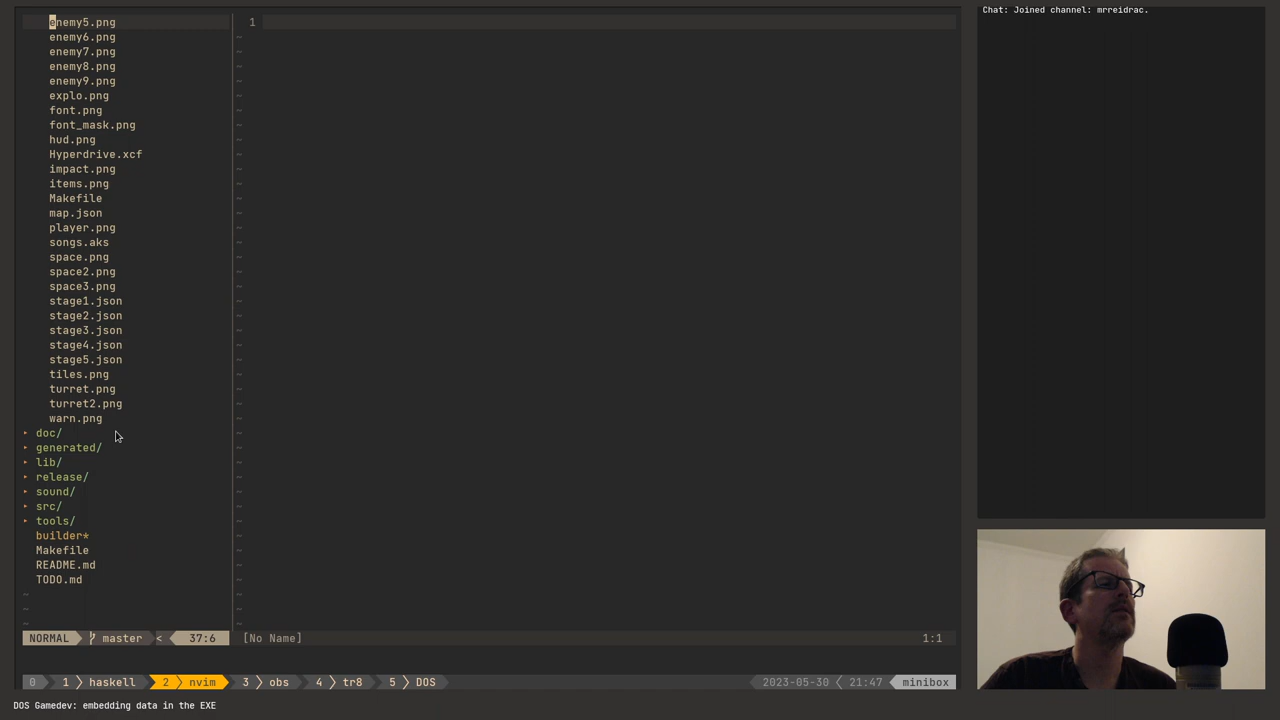 enemy5.png
enemy6.png
enemy7.png
enemy8.png
enemy9.png
explo.png
font.png
font_mask.png
hud.png
Hyperdrive.xcf
impact.png
items.png
Makefile
map.json
player.png
songs.aks
space.png
space2.png
space3.png
stage1.json
stage2.json
stage3.json
stage4.json
stage5.json
tiles.png
turret.png
turret2.png
warn.png
▸ doc/
▸ generated/
▸ lib/
▸ release/
▸ sound/
▸ src/
▸ tools/
builder*
Makefile
README.md
TODO.md
~
~
~
NORMAL master < 37:6
1
[No Name] 1:1
0 1 haskell 2 nvim 3 obs 4 tr8 5 DOS 2023-05-30 21:47 minibox
Chat: Joined channel: mrreidrac.
DOS Gamedev: embedding data in the EXE